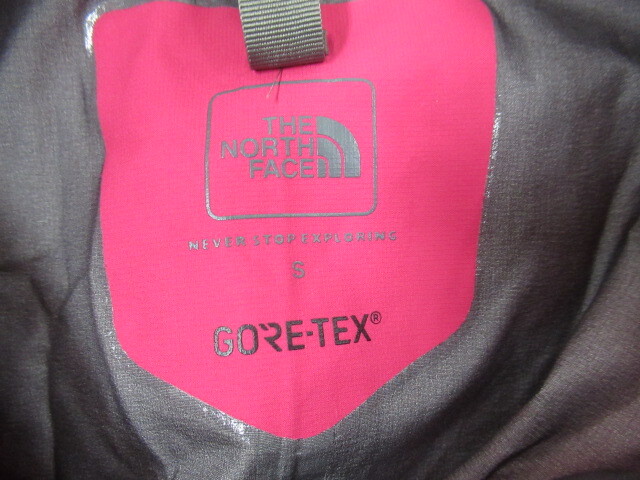 THE
NORTH
FACE
NEVER STOP EXPLORING
S
GORE-TEX®